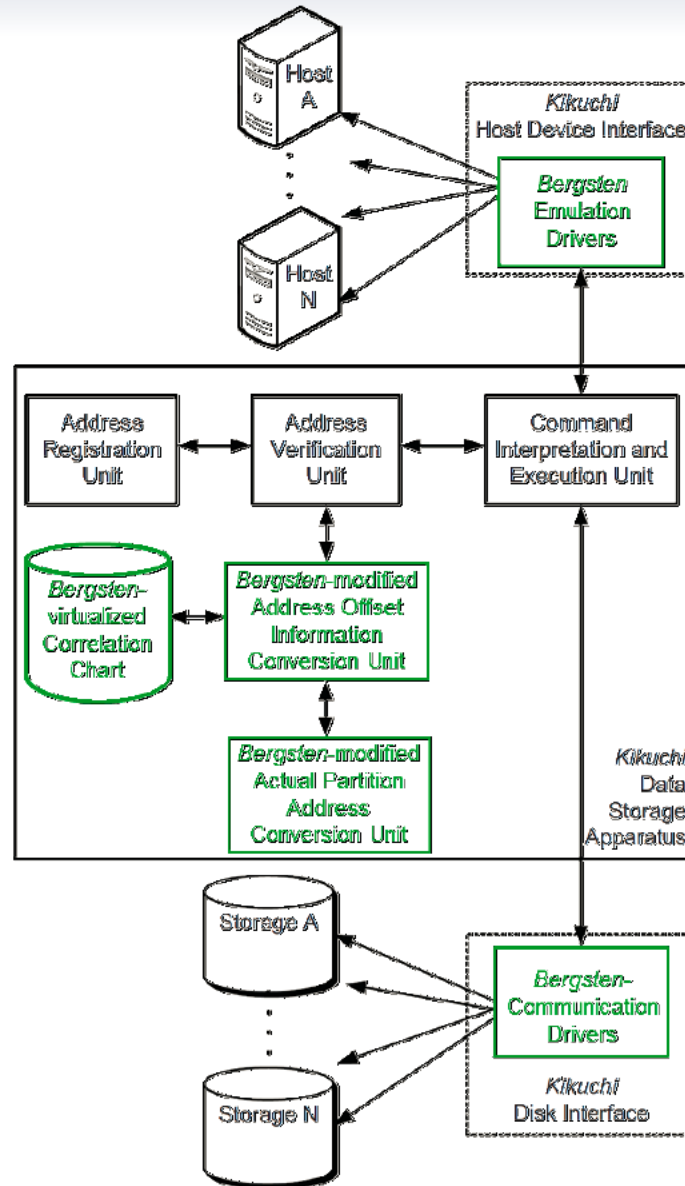 Host
A
Kikuchi
Host Device Interface
Bergsten
Emulation
Drivers
Host
N
Address
Registration
Unit
Address
Verification
Unit
Command
Interpretation and
Execution Unit
Bergsten-
virtualized
Correlation
Chart
Bergsten-modified
Address Offset
Information
Conversion Unit
Bergsten-modified
Actual Partition
Address
Conversion Unit
Kikuchi
Data
Storage
Apparatus
Storage A
Bergsten-
Communication
Drivers
Storage N
Kikuchi
Disk Interface